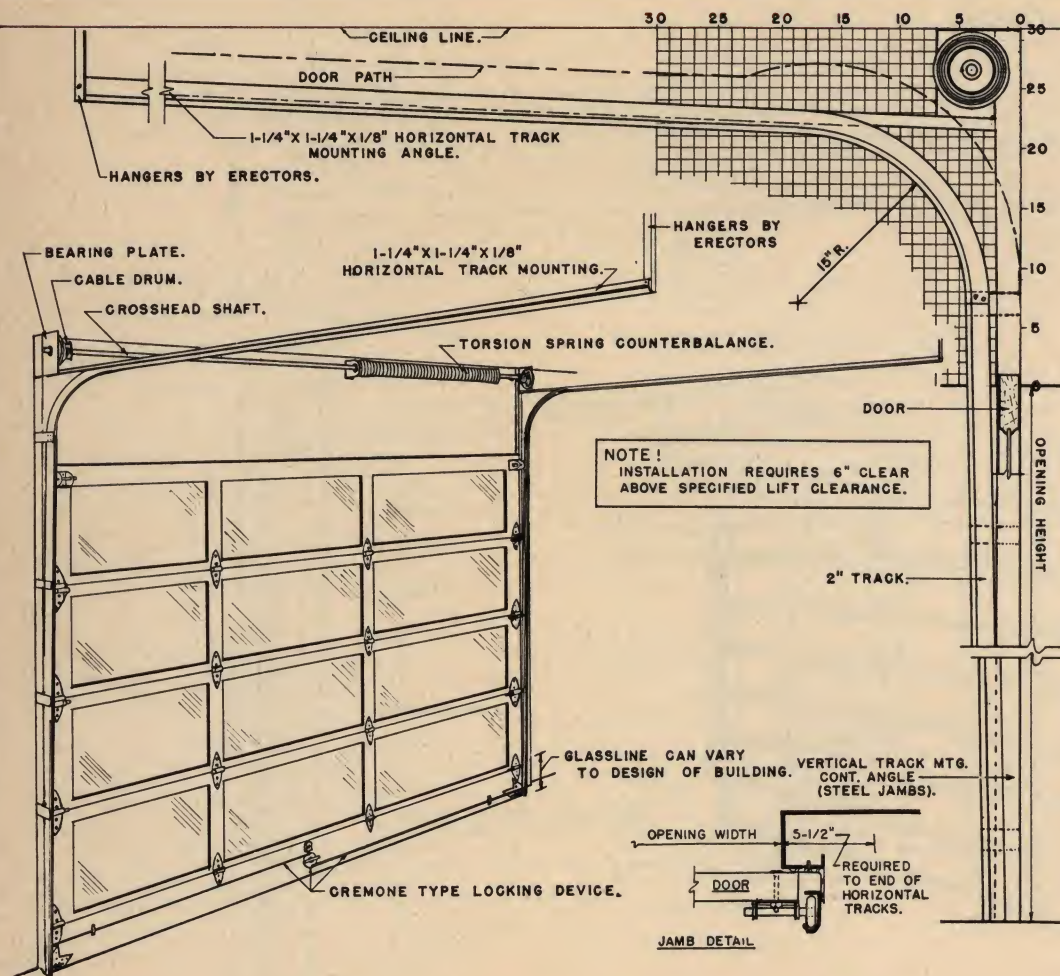 30 25 20 15 10 5 0
30
25
20
15
10
5
0
CEILING LINE.
DOOR PATH
1-1/4" X 1-1/4" X 1/8" HORIZONTAL TRACK
MOUNTING ANGLE.
HANGERS BY ERECTORS.
HANGERS BY
ERECTORS
15" R.
BEARING PLATE.
CABLE DRUM.
CROSSHEAD SHAFT.
1-1/4" X 1-1/4" X 1/8"
HORIZONTAL TRACK MOUNTING.
TORSION SPRING COUNTERBALANCE.
DOOR
NOTE!
INSTALLATION REQUIRES 6" CLEAR
ABOVE SPECIFIED LIFT CLEARANCE.
OPENING HEIGHT
2" TRACK.
GLASSLINE CAN VARY
TO DESIGN OF BUILDING.
VERTICAL TRACK MTG.
CONT. ANGLE
(STEEL JAMBS).
OPENING WIDTH
5-1/2"
REQUIRED
TO END OF
HORIZONTAL
TRACKS.
DOOR
CREMONE TYPE LOCKING DEVICE.
JAMB DETAIL